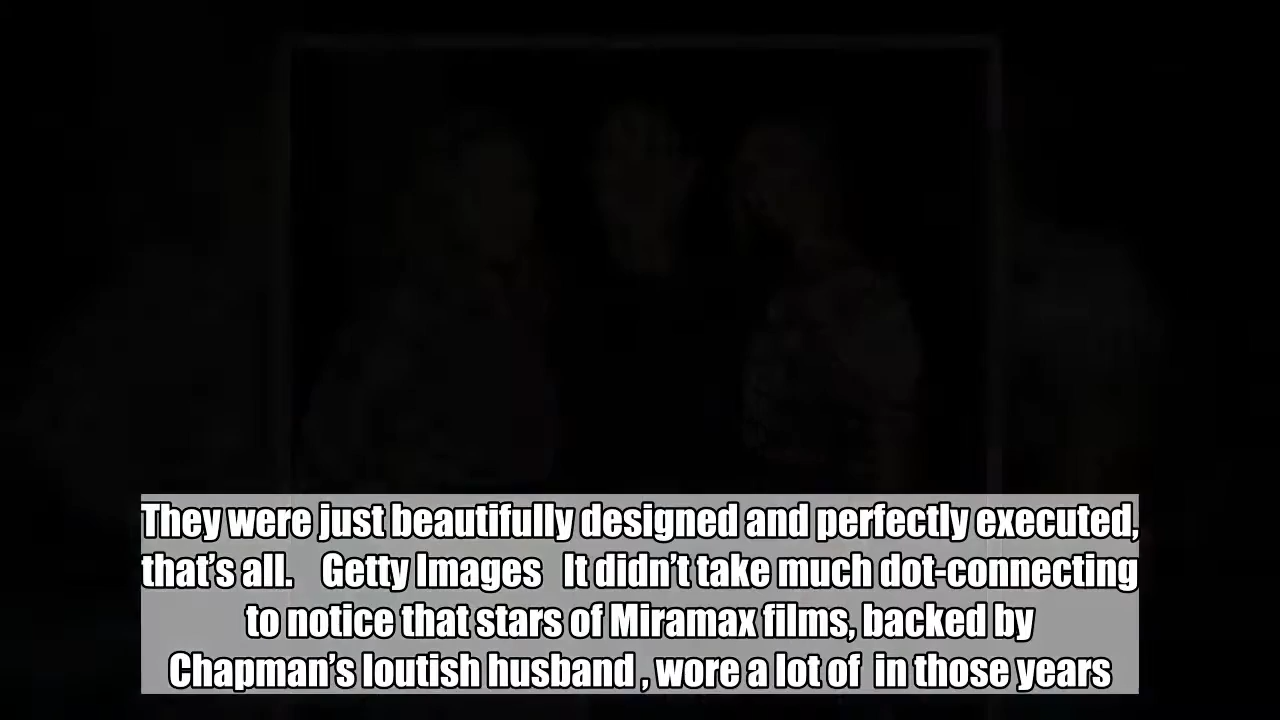 They were just beautifully designed and perfectly executed,
that’s all. Getty Images It didn’t take much dot-connecting
to notice that stars of Miramax films, backed by
Chapman’s loutish husband , wore a lot of in those years